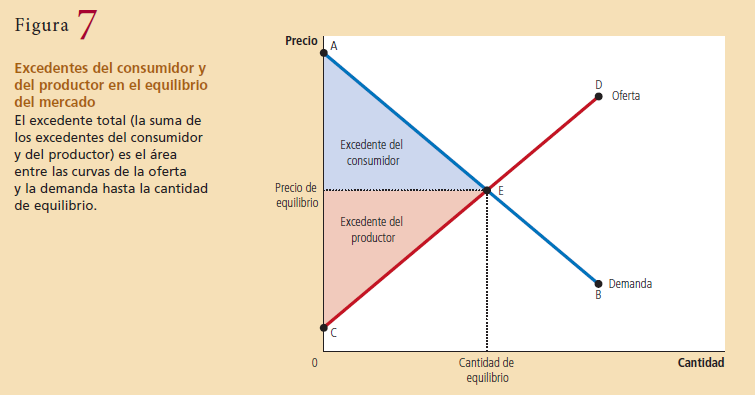 Figura 7
Excedentes del consumidor y
del productor en el equilibrio
del mercado
El excedente total (la suma de
los excedentes del consumidor
y del productor) es el área
entre las curvas de la oferta
y la demanda hasta la cantidad
de equilibrio.
Precio
A
D
Oferta
Excedente del
consumidor
Precio de
equilibrio
E
Excedente del
productor
Demanda
B
C
0
Cantidad de
equilibrio
Cantidad